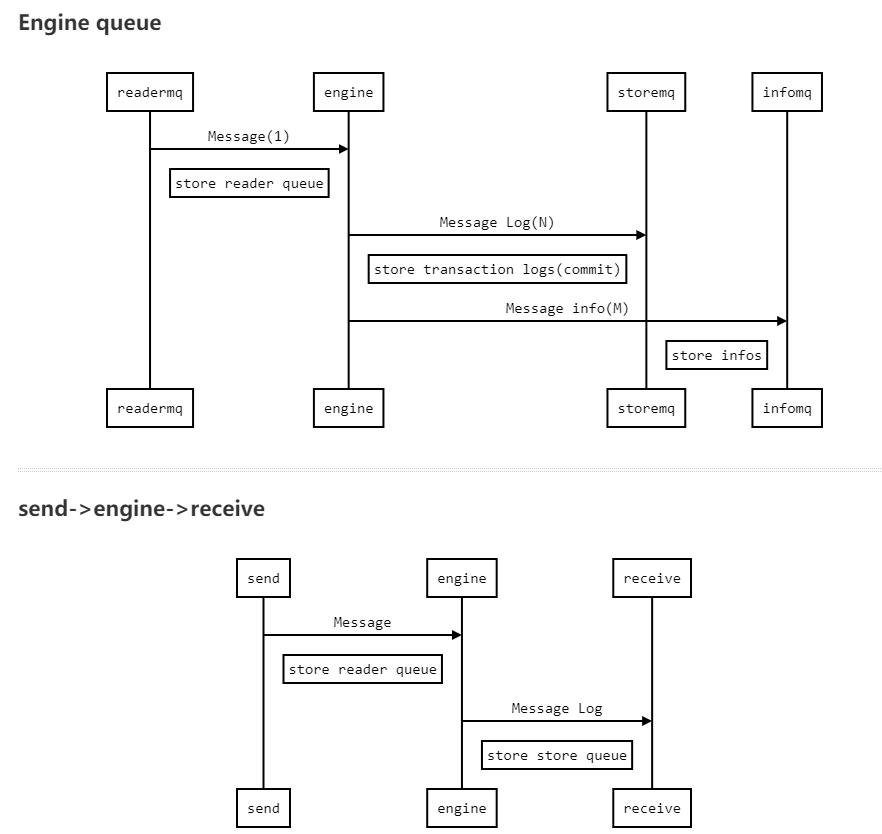 Engine queue
readermq engine storemq infomq
Message(1)
store reader queue
Message Log(N)
store transaction logs(commit)
Message info(M)
store infos
readermq engine storemq infomq
send->engine->receive
send engine receive
Message
store reader queue
Message Log
store store queue
send engine receive